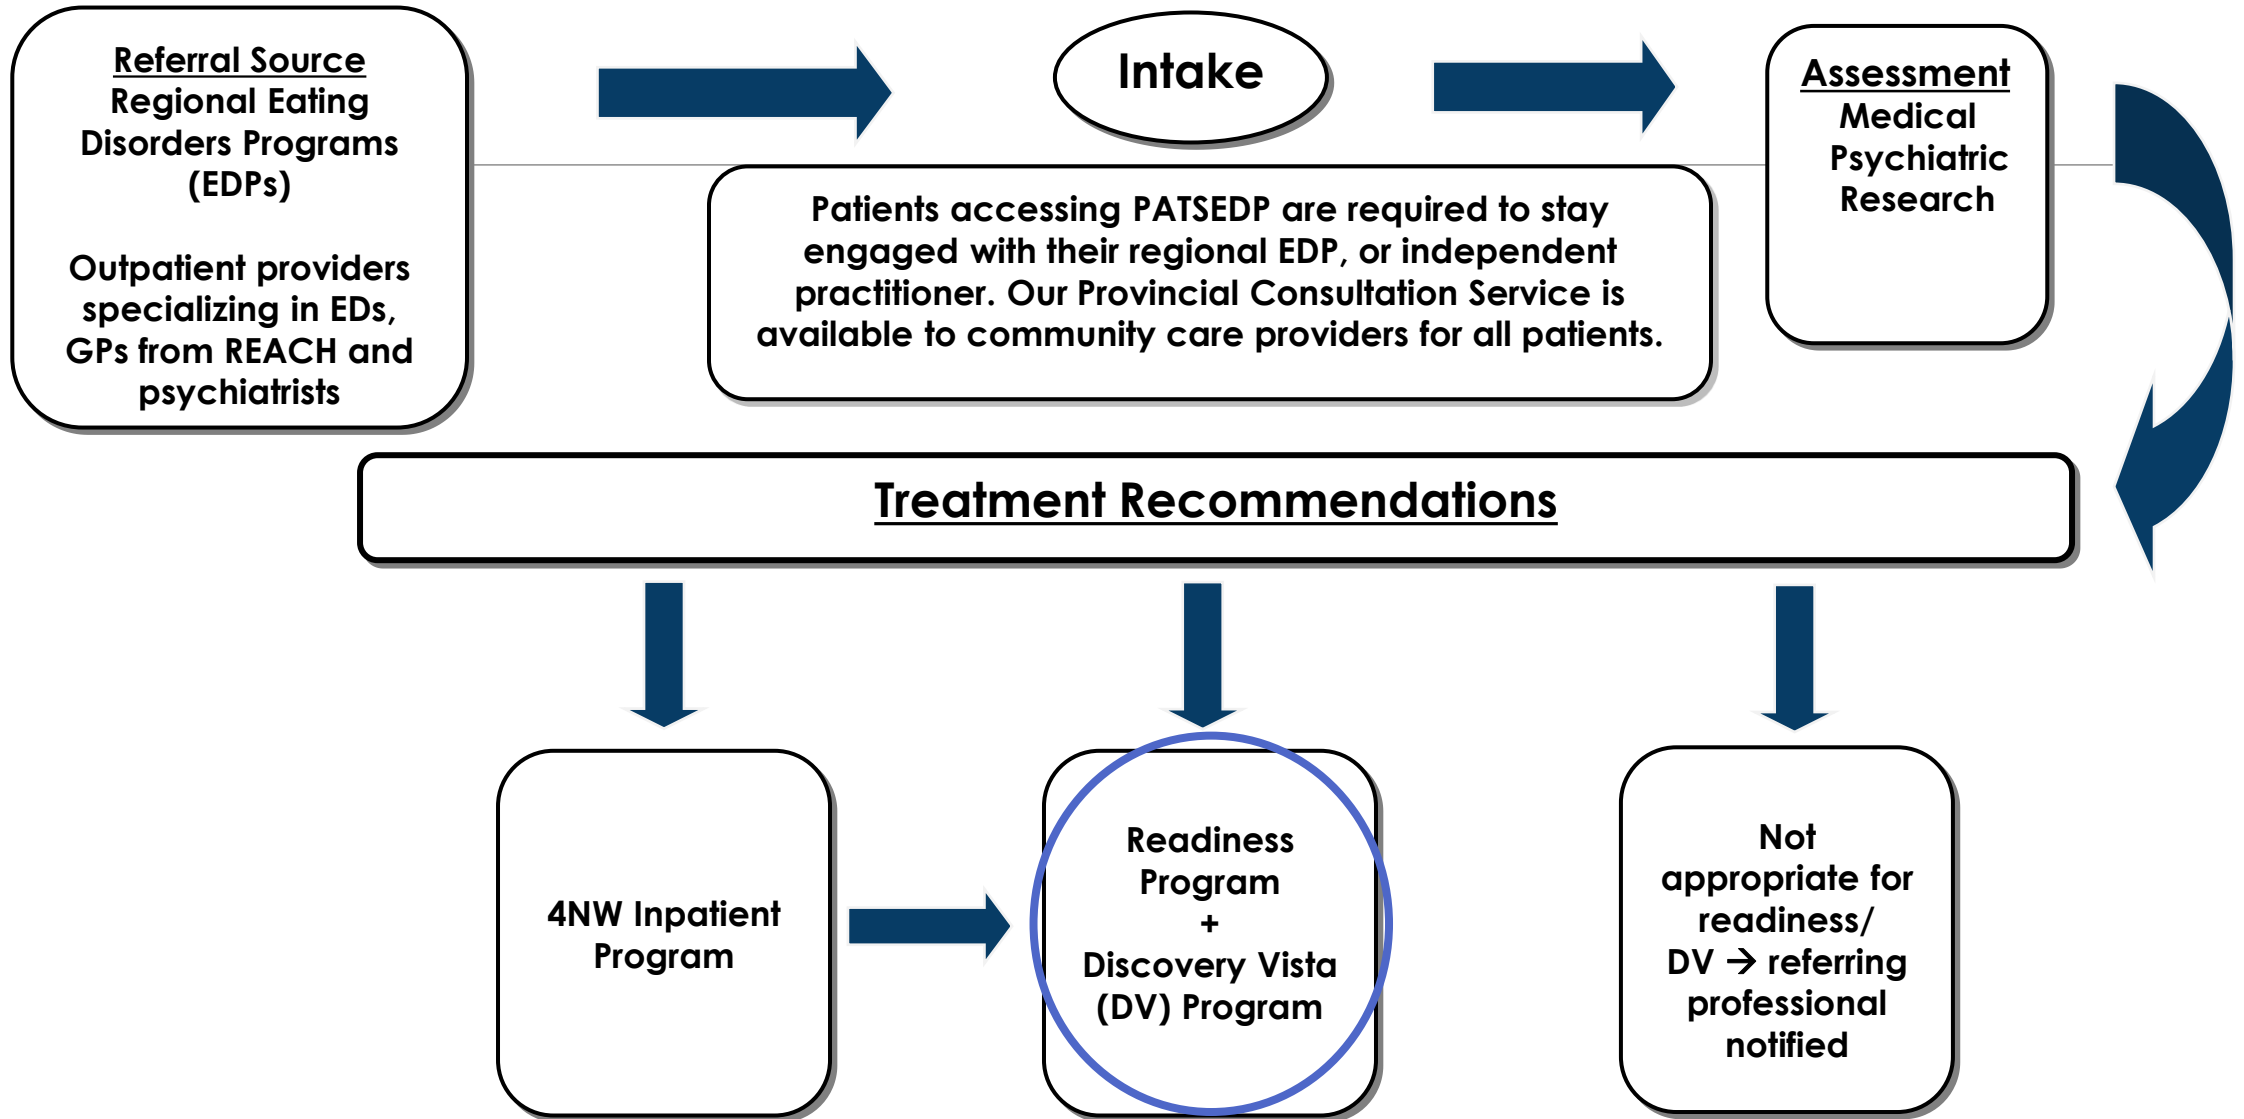 Referral Source
Regional Eating
Disorders Programs
(EDPs)
Outpatient providers
specializing in EDs,
GPs from REACH and
psychiatrists
Intake
Assessment
Medical
Psychiatric
Research
Patients accessing PATSEDP are required to stay
engaged with their regional EDP, or independent
practitioner. Our Provincial Consultation Service is
available to community care providers for all patients.
Treatment Recommendations
4NW Inpatient
Program
Readiness
Program
+
Discovery Vista
(DV) Program
Not
appropriate for
readiness/
DV → referring
professional
notified